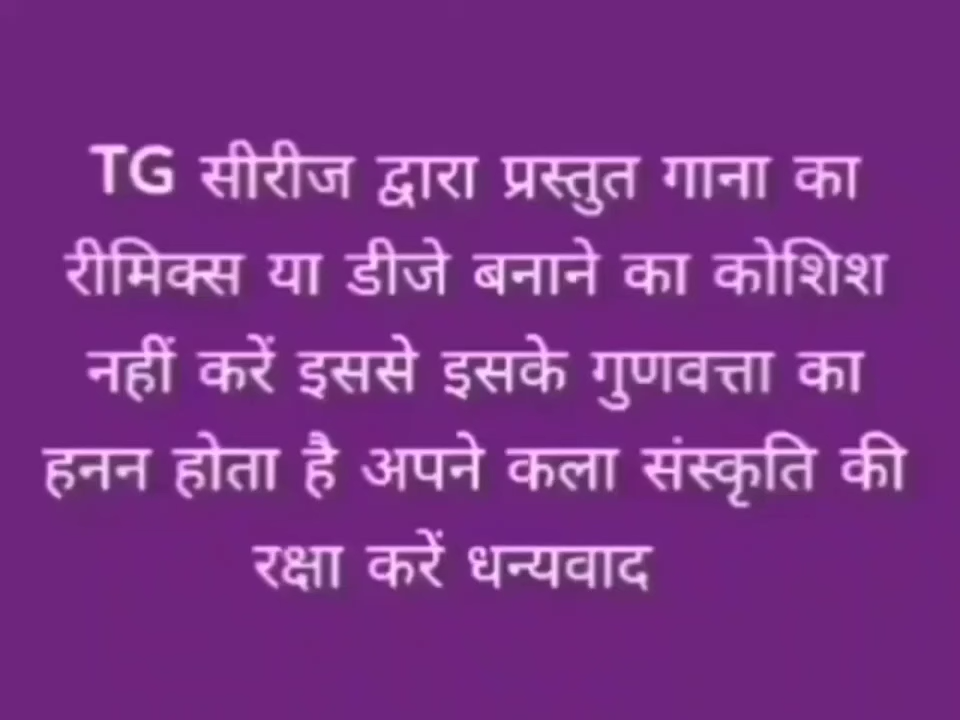 TG सीरीज द्वारा प्रस्तुत गाना का
रीमिक्स या डीजे बनाने का कोशिश
नहीं करें इससे इसके गुणवत्ता का
हनन होता है अपने कला संस्कृति की
रक्षा करें धन्यवाद